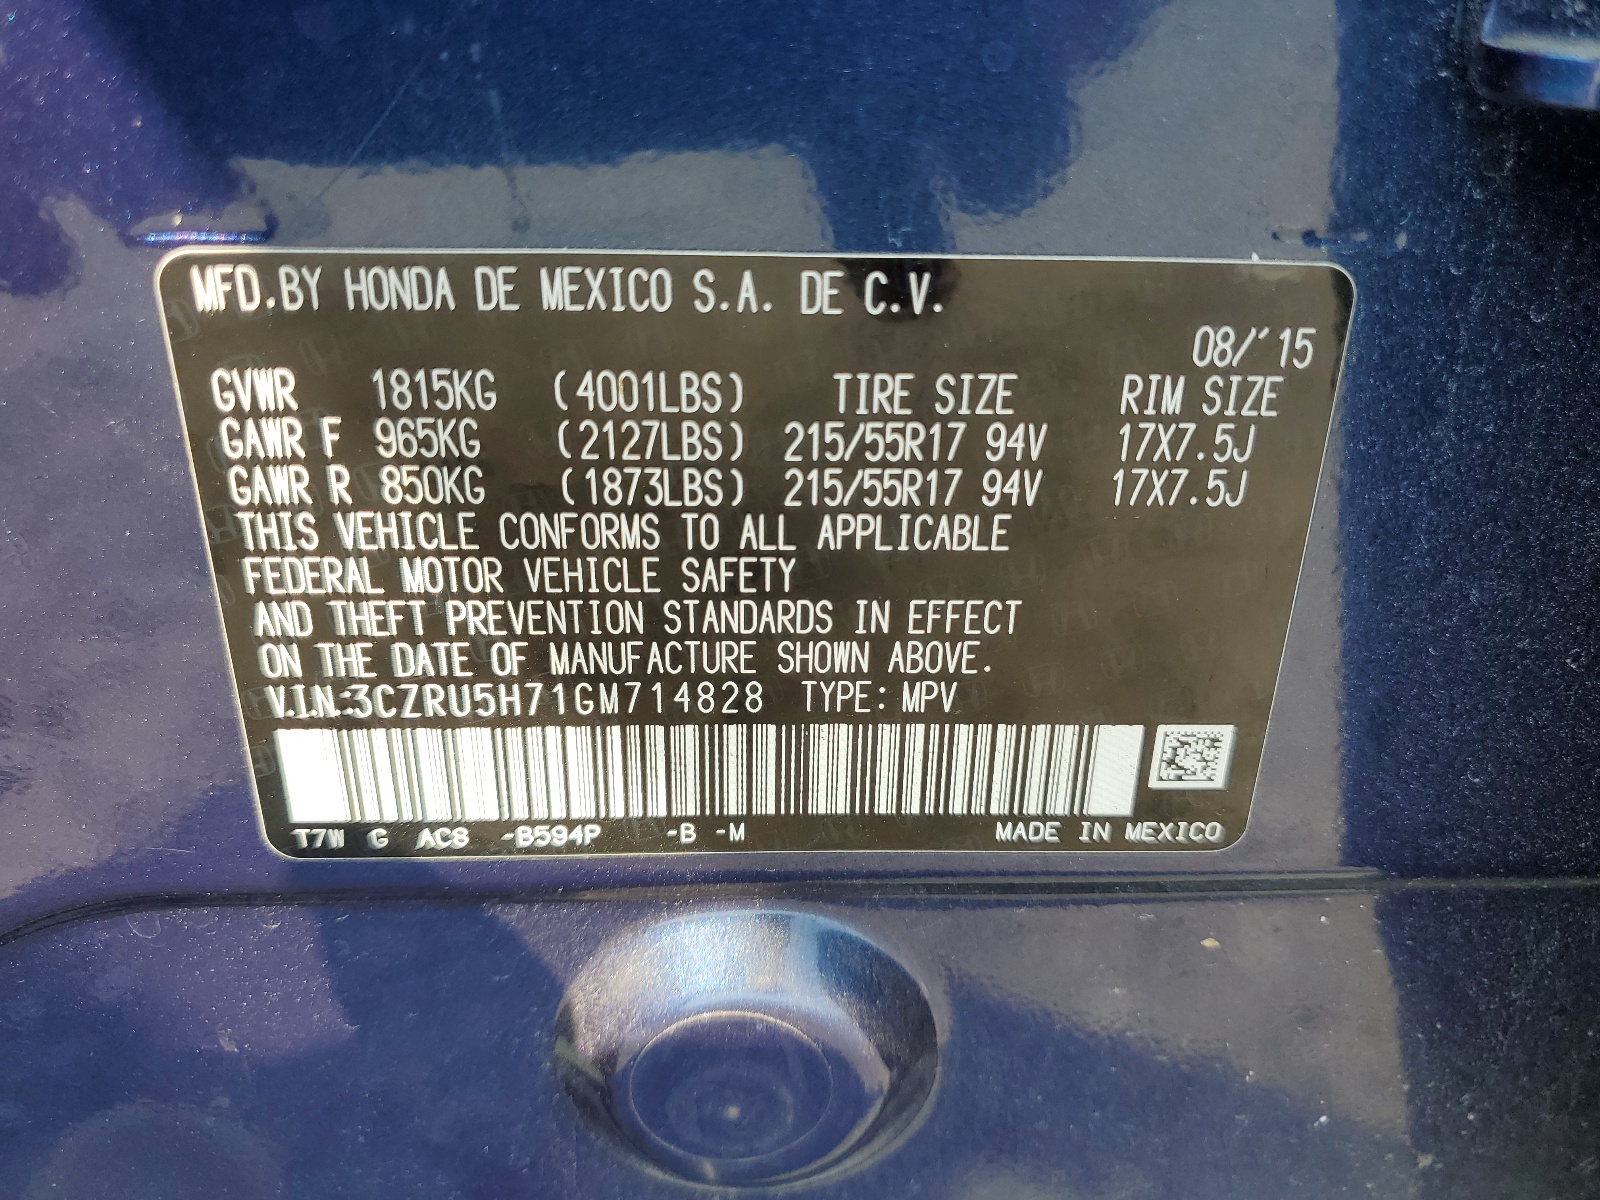 MFD.BY HONDA DE MEXICO S.A. DE C.V.
08/'15
GVWR 1815KG (4001LBS) TIRE SIZE RIM SIZE
GAWR F 965KG (2127LBS) 215/55R17 94V 17X7.5J
GAWR R 850KG (1873LBS) 215/55R17 94V 17X7.5J
THIS VEHICLE CONFORMS TO ALL APPLICABLE
FEDERAL MOTOR VEHICLE SAFETY
AND THEFT PREVENTION STANDARDS IN EFFECT
ON THE DATE OF MANUFACTURE SHOWN ABOVE.
V.I.N.:3CZRU5H71GM714828 TYPE: MPV
T7W G AC8 -B594P -B -M MADE IN MEXICO